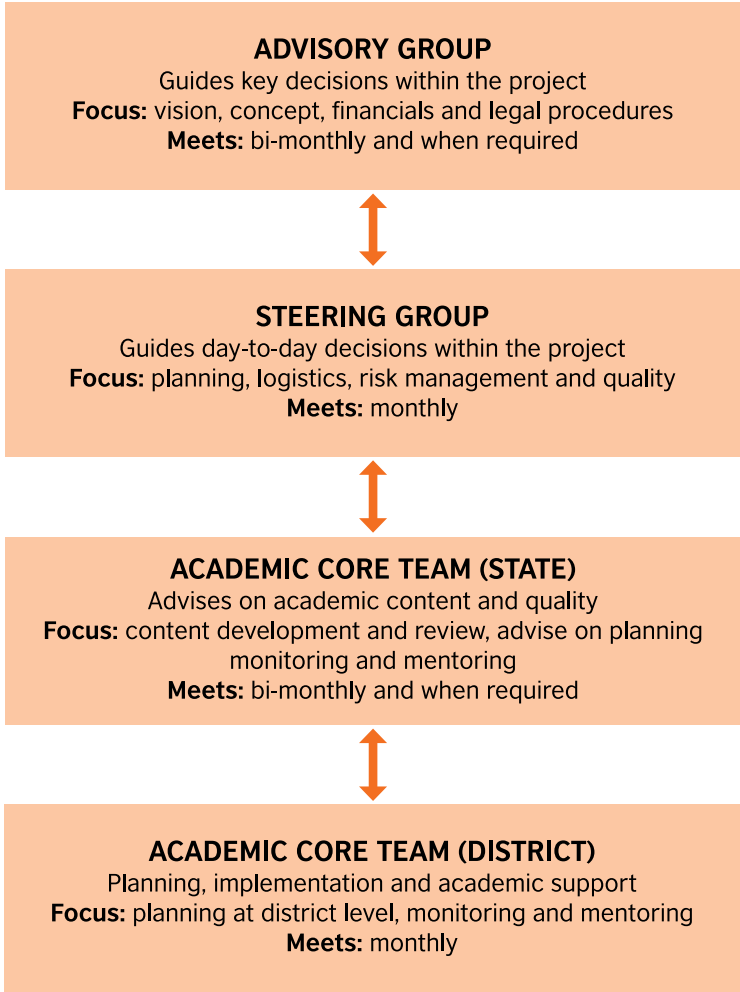 ADVISORY GROUP
Guides key decisions within the project
Focus: vision, concept, financials and legal procedures
Meets: bi-monthly and when required
STEERING GROUP
Guides day-to-day decisions within the project
Focus: planning, logistics, risk management and quality
Meets: monthly
ACADEMIC CORE TEAM (STATE)
Advises on academic content and quality
Focus: content development and review, advise on planning
monitoring and mentoring
Meets: bi-monthly and when required
ACADEMIC CORE TEAM (DISTRICT)
Planning, implementation and academic support
Focus: planning at district level, monitoring and mentoring
Meets: monthly